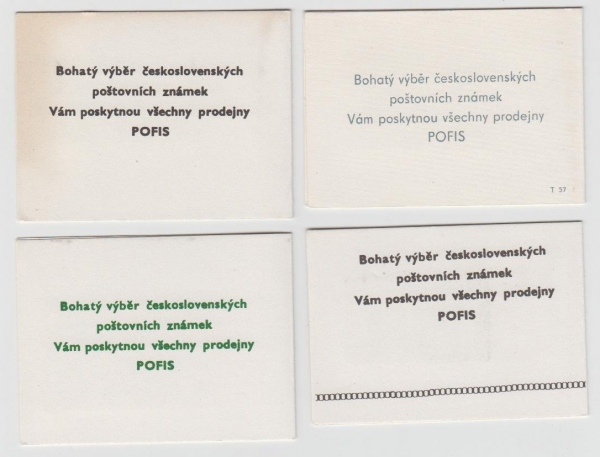 Bohatý výběr československých
poštovních známek
Vám poskytnou všechny prodejny
POFIS
Bohatý výběr československých
poštovních známek
Vám poskytnou všechny prodejny
POFIS
T 57
Bohatý výběr československých
poštovních známek
Vám poskytnou všechny prodejny
POFIS
Bohatý výběr československých
poštovních známek
Vám poskytnou všechny prodejny
POFIS